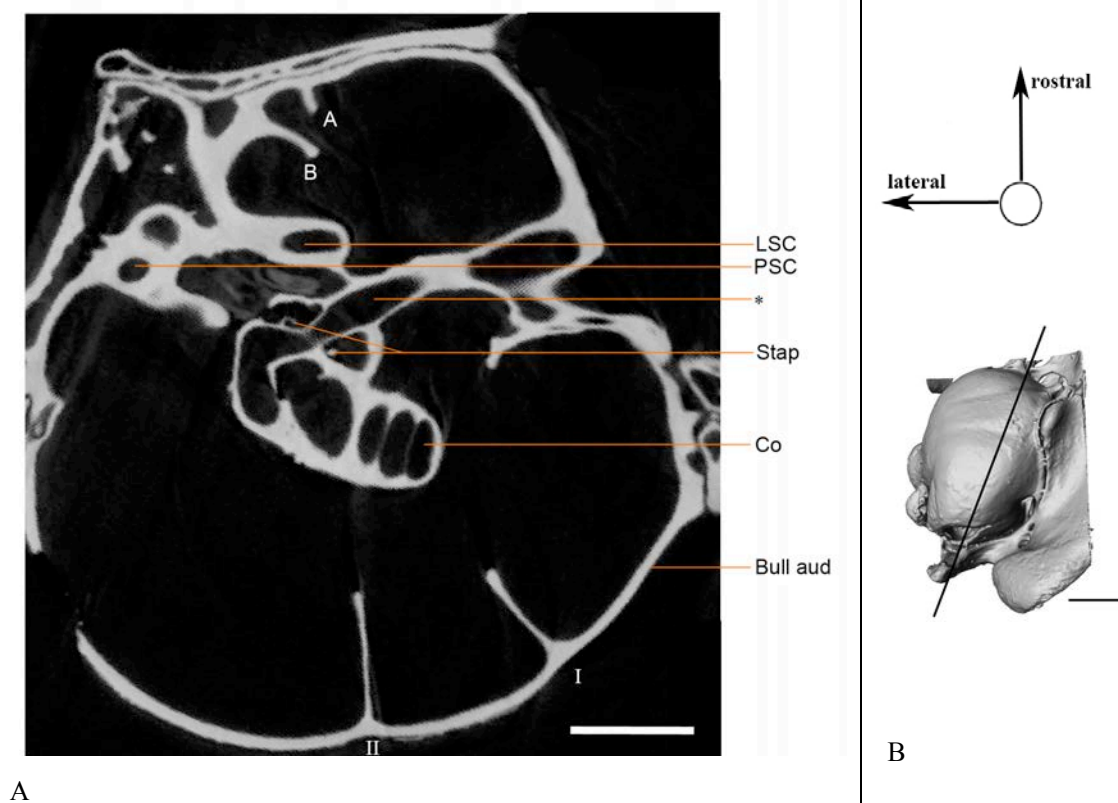 A
B
LSC
PSC
*
Stap
Co
Bull aud
I
II
A
rostral
lateral
B